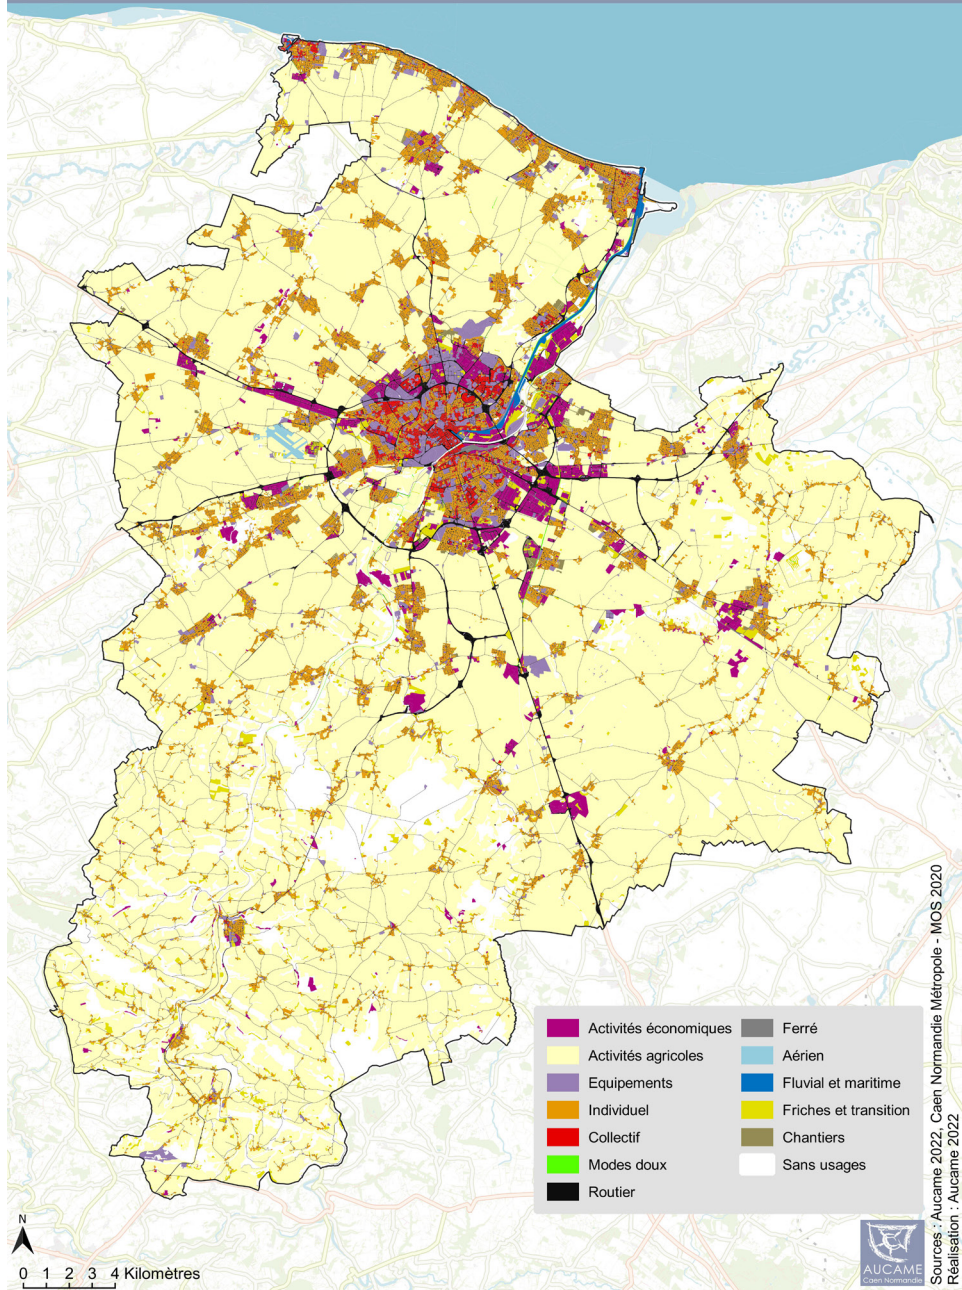 Activités économiques
Activités agricoles
Equipements
Individuel
Collectif
Modes doux
Routier
Ferré
Aérien
Fluvial et maritime
Friches et transition
Chantiers
Sans usages
N
0 1 2 3 4 Kilomètres
AUCAME
Caen Normandie
Sources : Aucame 2022, Caen Normandie Métropole - MOS 2020
Réalisation : Aucame 2022